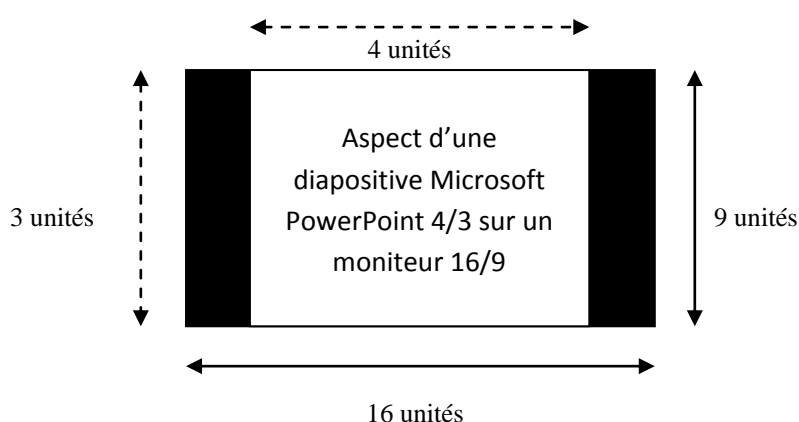 4 unités
Aspect d’une
diapositive Microsoft
PowerPoint 4/3 sur un
moniteur 16/9
3 unités
9 unités
16 unités